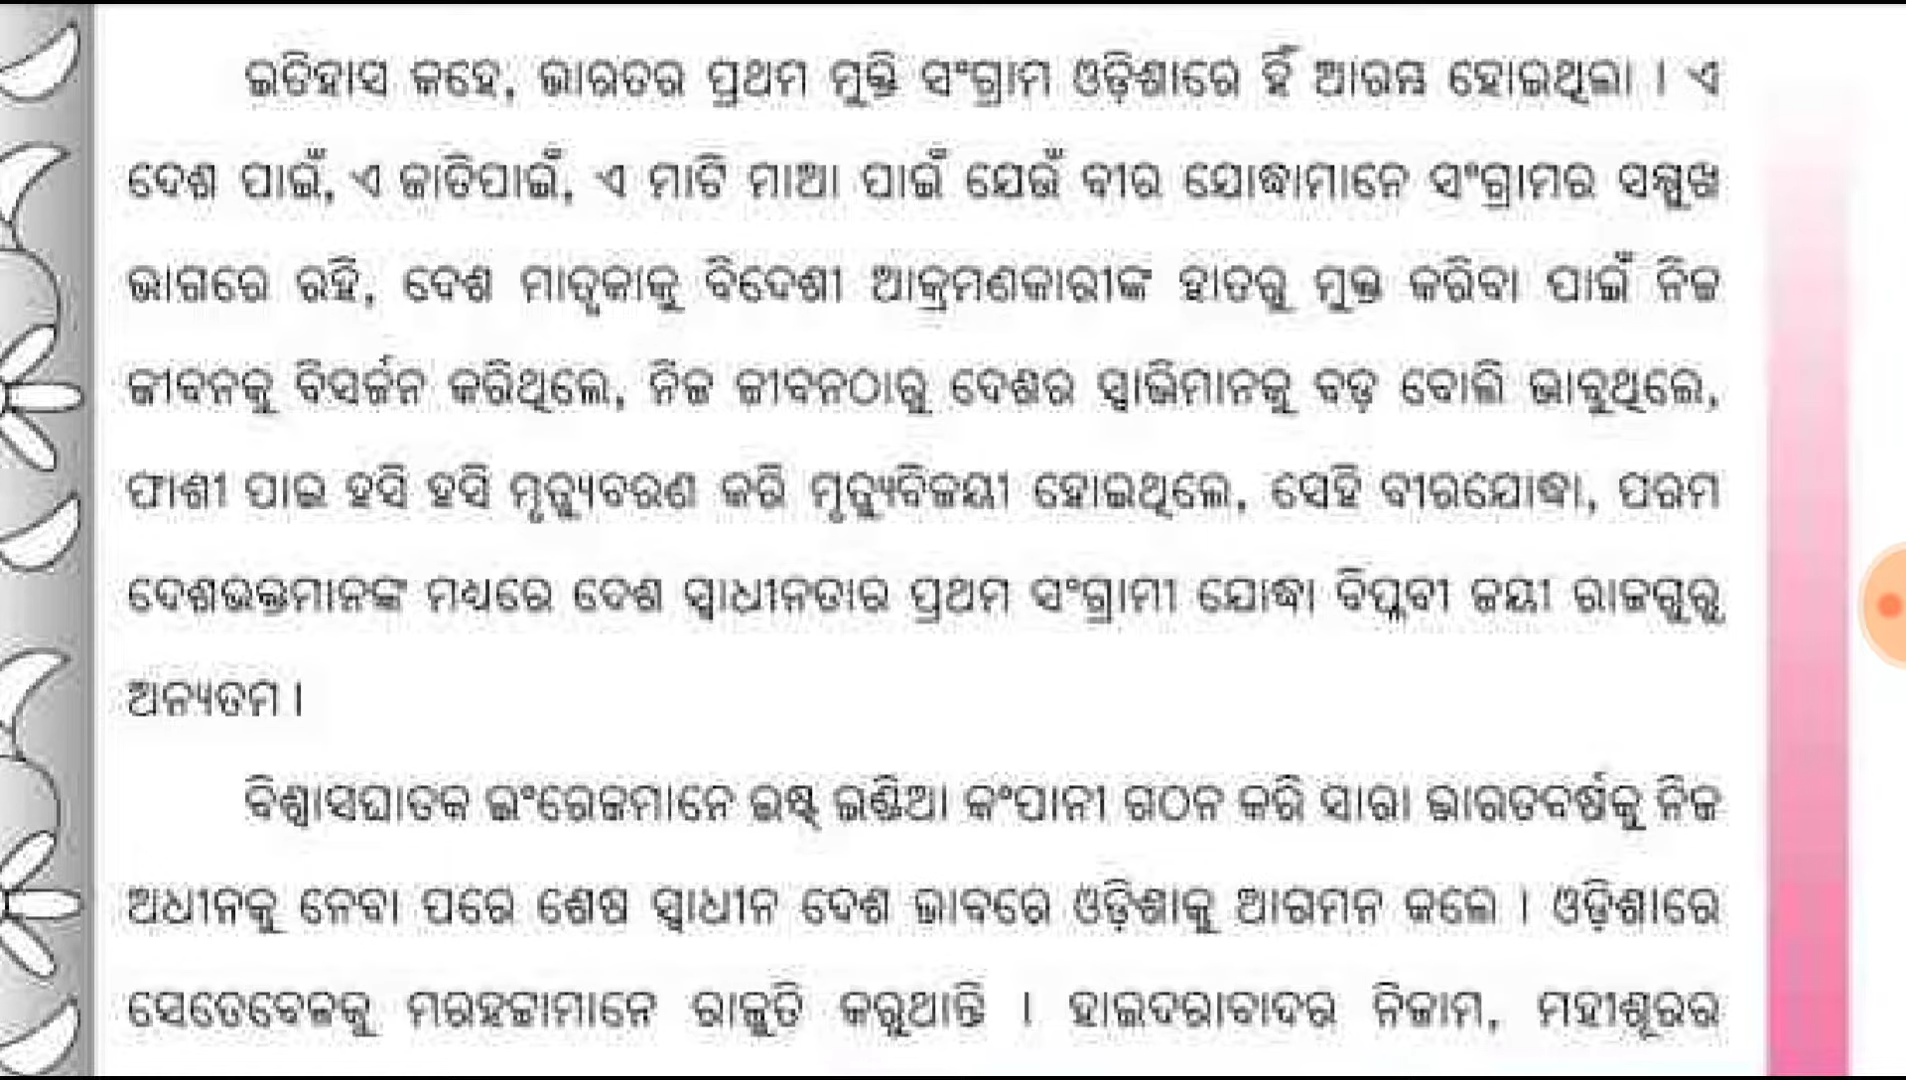 ଇତିହାସ କହେ, ଭାରତର ପ୍ରଥମ ମୁକ୍ତି ସଂଗ୍ରାମ ଓଡ଼ିଶାରେ ହିଁ ଆରମ୍ଭ ହୋଇଥିଲା । ଏ
ଦେଶ ପାଇଁ, ଏ ଜାତିପାଇଁ, ଏ ମାଟି ମାଆ ପାଇଁ ଯେଉଁ ବୀର ଯୋଦ୍ଧାମାନେ ସଂଗ୍ରାମର ସମ୍ମୁଖ
ଭାଗରେ ରହି, ଦେଶ ମାତୃକାକୁ ବିଦେଶୀ ଆକ୍ରମଣକାରୀଙ୍କ ହାତରୁ ମୁକ୍ତ କରିବା ପାଇଁ ନିଜ
ଜୀବନକୁ ବିସର୍ଜନ କରିଥିଲେ, ନିଜ ଜୀବନଠାରୁ ଦେଶର ସ୍ୱାଭିମାନକୁ ବଡ଼ ବୋଲି ଭାବୁଥିଲେ,
ଫାଶୀ ପାଇ ହସି ହସି ମୃତ୍ୟୁବରଣ କରି ମୃତ୍ୟୁବିଜୟୀ ହୋଇଥିଲେ, ସେହି ବୀରଯୋଦ୍ଧା, ପରମ
ଦେଶଭକ୍ତମାନଙ୍କ ମଧ୍ୟରେ ଦେଶ ସ୍ୱାଧୀନତାର ପ୍ରଥମ ସଂଗ୍ରାମୀ ଯୋଦ୍ଧା ବିପ୍ଳବୀ ଜୟୀ ରାଜଗୁରୁ
ଅନ୍ୟତମ ।
ବିଶ୍ୱାସଘାତକ ଇଂରେଜମାନେ ଇଷ୍ଟ୍ ଇଣ୍ଡିଆ କଂପାନୀ ଗଠନ କରି ସାରା ଭାରତବର୍ଷକୁ ନିଜ
ଅଧୀନକୁ ନେବା ପରେ ଶେଷ ସ୍ୱାଧୀନ ଦେଶ ଭାବରେ ଓଡ଼ିଶାକୁ ଆଗମନ କଲେ । ଓଡ଼ିଶାରେ
ସେତେବେଳକୁ ମରହଟ୍ଟାମାନେ ରାଜୁତି କରୁଥାନ୍ତି । ହାଇଦରାବାଦର ନିଜାମ, ମହୀଶୂରର